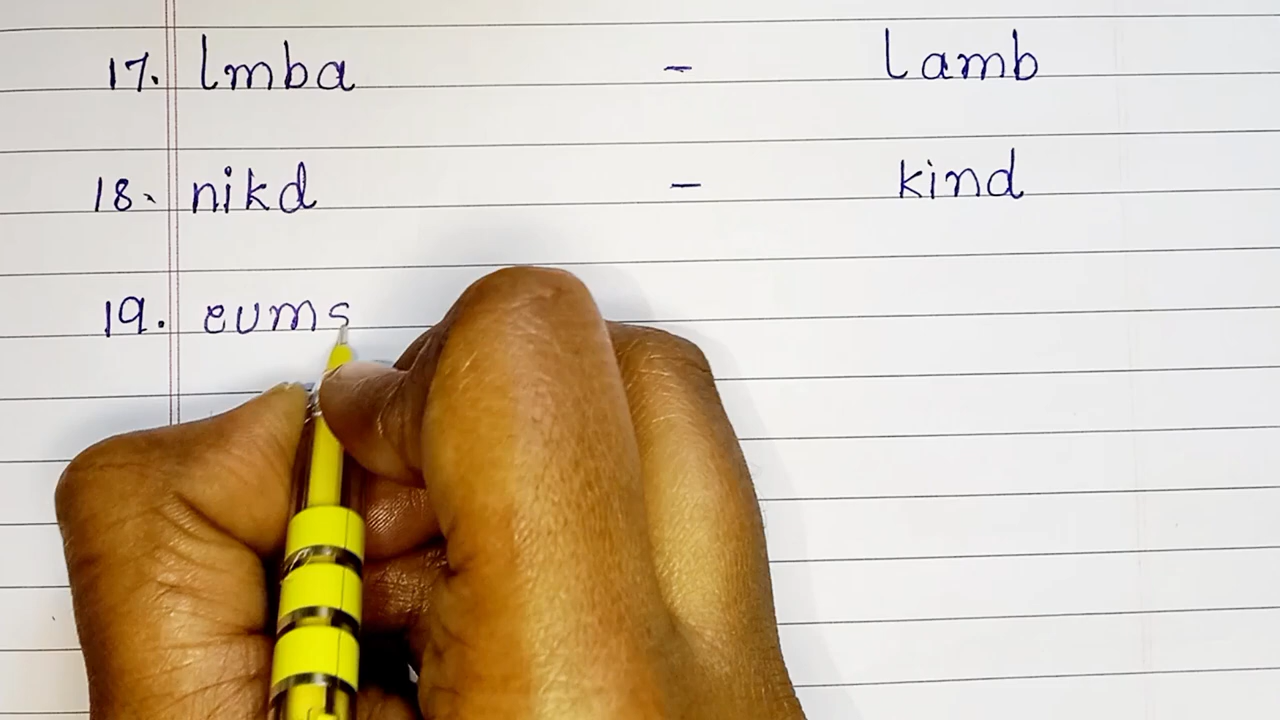 17. lmba - Lamb
18. nikd - kind
19. eums